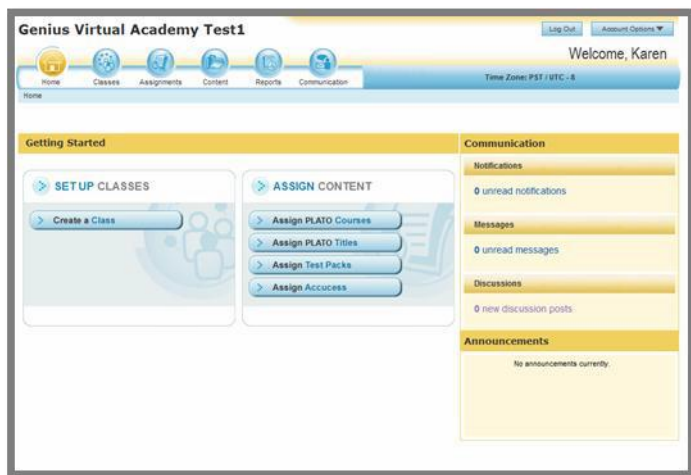 Genius Virtual Academy Test1
Log Out
Account Options ▼
Welcome, Karen
Home
Classes
Assignments
Content
Reports
Communication
Time Zone: PST / UTC - 8
Home
Getting Started
SET UP CLASSES
Create a Class
ASSIGN CONTENT
Assign PLATO Courses
Assign PLATO Titles
Assign Test Packs
Assign Accucess
Communication
Notifications
0 unread notifications
Messages
0 unread messages
Discussions
0 new discussion posts
Announcements
No announcements currently.